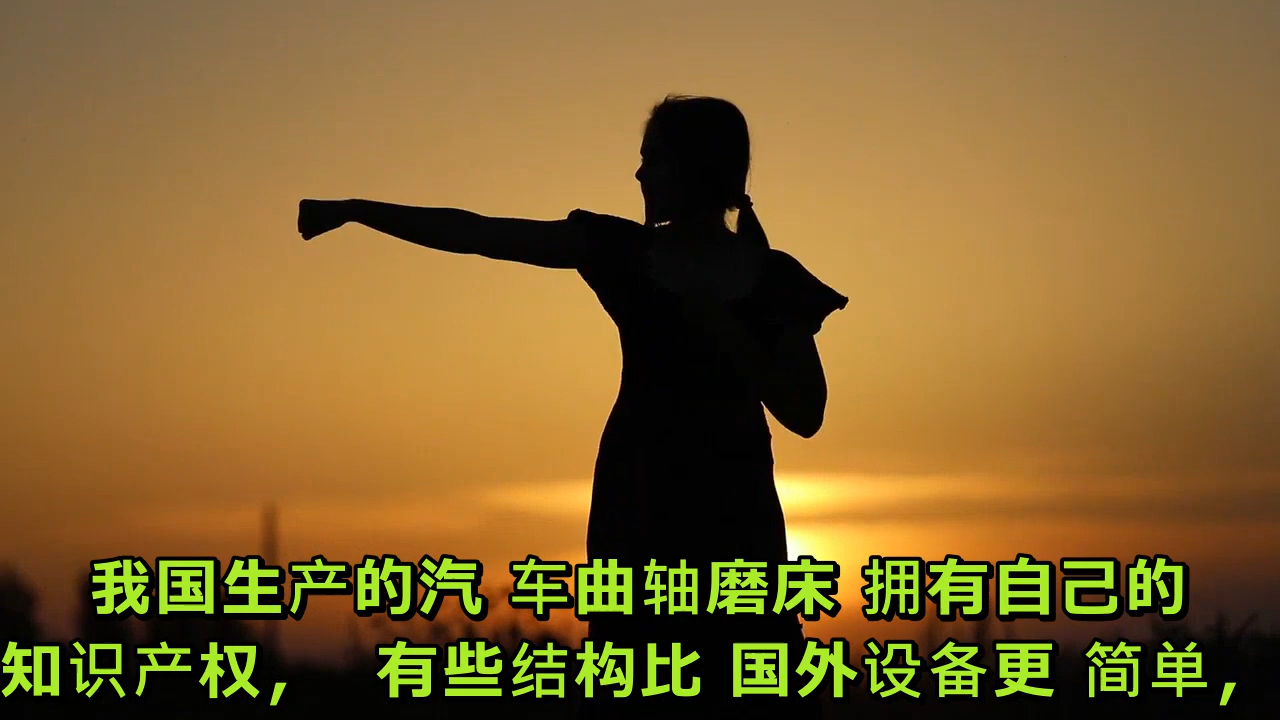 我国生产的汽 车曲轴磨床 拥有自己的
知识产权， 有些结构比 国外设备更 简单，